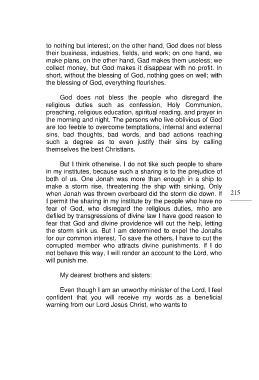 to nothing but interest; on the other hand, God does not bless
their business, industries, fields, and work; on one hand, we
make plans, on the other hand, God makes them useless; we
collect money, but God makes it disappear with no profit. In
short, without the blessing of God, nothing goes on well; with
the blessing of God, everything flourishes.
God does not bless the people who disregard the
religious duties such as confession, Holy Communion,
preaching, religious education, spiritual reading, and prayer in
the morning and night. The persons who live oblivious of God
are too feeble to overcome temptations, internal and external
sins, bad thoughts, bad words, and bad actions reaching
such a degree as to even justify their sins by calling
themselves the best Christians.
But I think otherwise. I do not like such people to share
in my institutes, because such a sharing is to the prejudice of
both of us. One Jonah was more than enough in a ship to
make a storm rise, threatening the ship with sinking. Only
when Jonah was thrown overboard did the storm die down. If
I permit the sharing in my institute by the people who have no
fear of God, who disregard the religious duties, who are
defiled by transgressions of divine law I have good reason to
fear that God and divine providence will cut the help, letting
the storm sink us. But I am determined to expel the Jonahs
for our common interest. To save the others, I have to cut the
corrupted member who attracts divine punishments. If I do
not behave this way, I will render an account to the Lord, who
will punish me.
My dearest brothers and sisters:
Even though I am an unworthy minister of the Lord, I feel
confident that you will receive my words as a beneficial
warning from our Lord Jesus Christ, who wants to
215